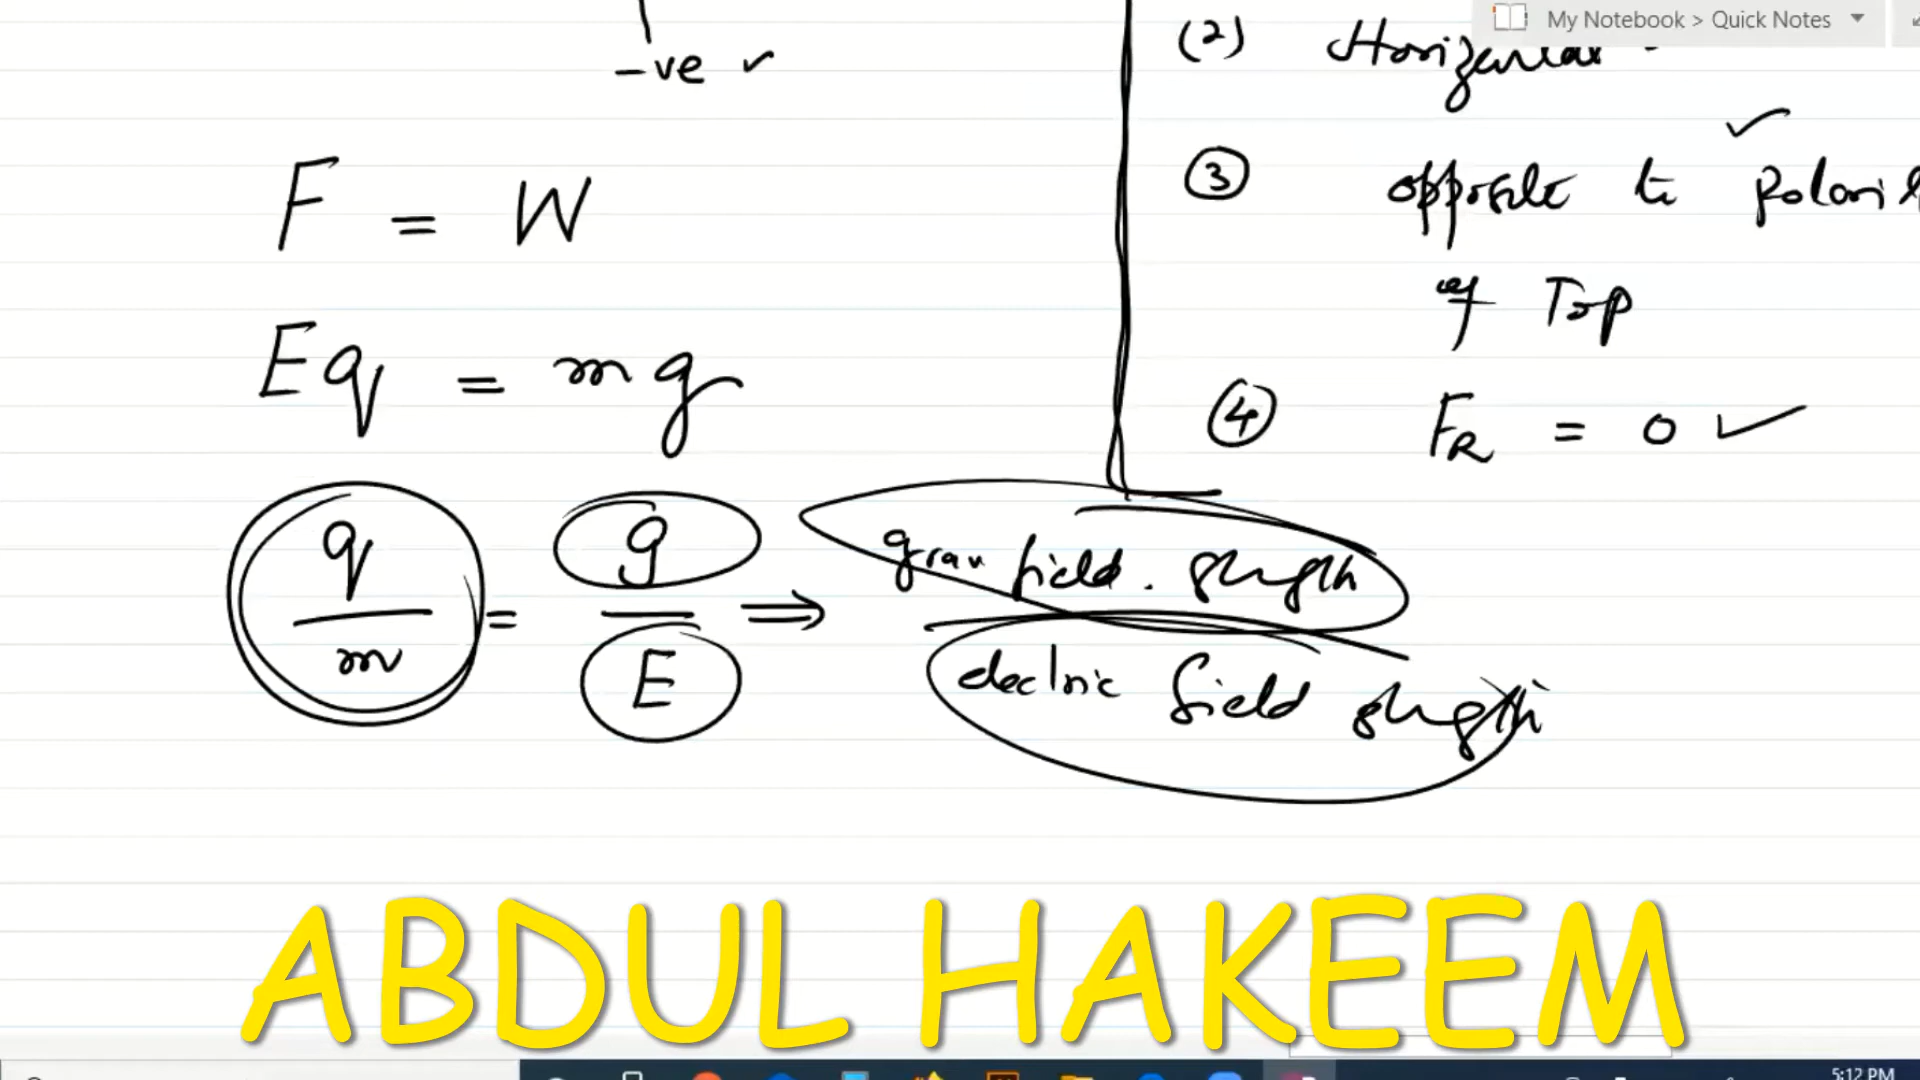 My Notebook > Quick Notes
-ve ✓
F = W
Eq = mg
q/m = g/E ⇒ grav field. strength / electric field strength
(2) Horizontal
③ opposite to
of Top
④ F_R = 0 ✓
ABDUL HAKEEM
5:12 PM